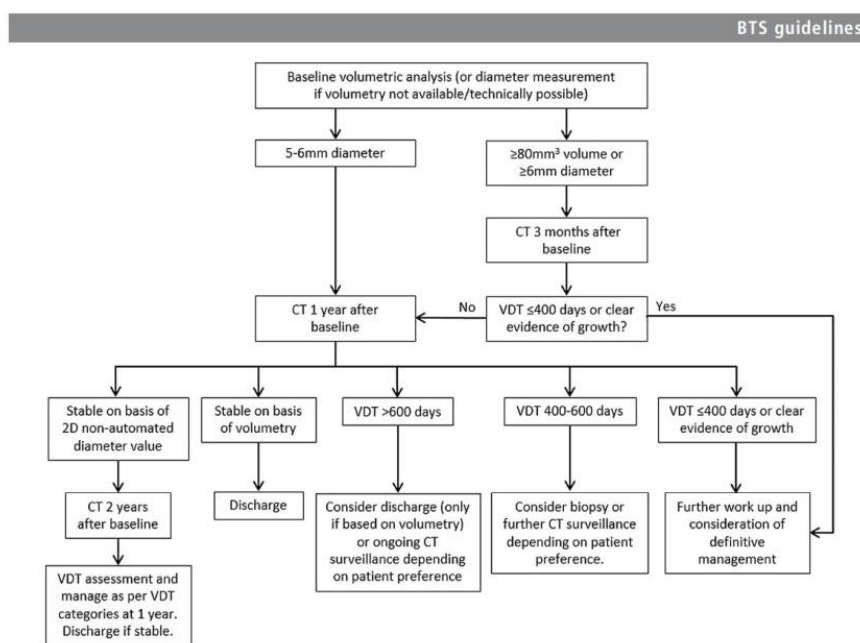 BTS guidelines
Baseline volumetric analysis (or diameter measurement
if volumetry not available/technically possible)
5-6mm diameter
≥80mm³ volume or
≥6mm diameter
CT 3 months after
baseline
CT 1 year after
baseline
No
VDT ≤400 days or clear
evidence of growth?
Yes
Stable on basis of
2D non-automated
diameter value
Stable on basis
of volumetry
VDT >600 days
VDT 400-600 days
VDT ≤400 days or clear
evidence of growth
CT 2 years
after baseline
Discharge
Consider discharge (only
if based on volumetry)
or ongoing CT
surveillance depending
on patient preference
Consider biopsy or
further CT surveillance
depending on patient
preference.
Further work up and
consideration of
definitive
management
VDT assessment and
manage as per VDT
categories at 1 year.
Discharge if stable.